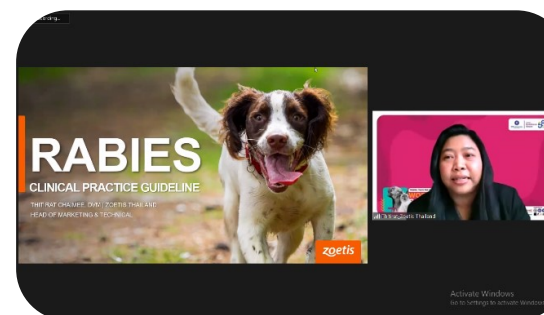 RABIES
CLINICAL PRACTICE GUIDELINE
THITIRAT CHAIMEE, DVM., ZOETIS THAILAND
HEAD OF MARKETING & TECHNICAL
zoetis
Activate Windows
Go to Settings to activate Windows